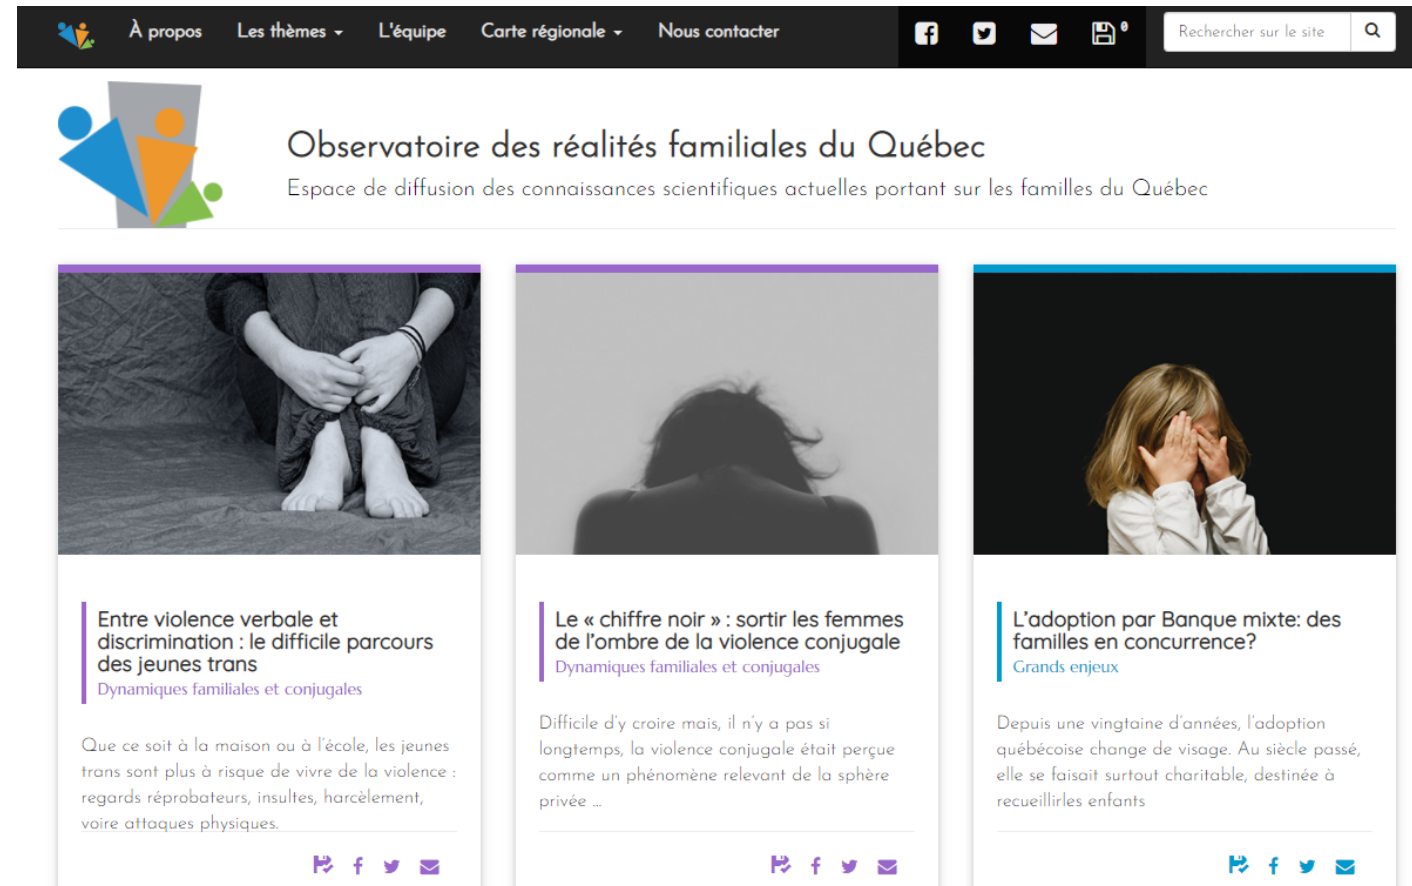 À propos Les thèmes L'équipe Carte régionale Nous contacter 0 Rechercher sur le site
Observatoire des réalités familiales du Québec
Espace de diffusion des connaissances scientifiques actuelles portant sur les familles du Québec
Entre violence verbale et
discrimination : le difficile parcours
des jeunes trans
Dynamiques familiales et conjugales
Que ce soit à la maison ou à l'école, les jeunes
trans sont plus à risque de vivre de la violence :
regards réprobateurs, insultes, harcèlement,
voire attaques physiques.
Le « chiffre noir » : sortir les femmes
de l'ombre de la violence conjugale
Dynamiques familiales et conjugales
Difficile d'y croire mais, il n'y a pas si
longtemps, la violence conjugale était perçue
comme un phénomène relevant de la sphère
privée ...
L'adoption par Banque mixte: des
familles en concurrence?
Grands enjeux
Depuis une vingtaine d'années, l'adoption
québécoise change de visage. Au siècle passé,
elle se faisait surtout charitable, destinée à
recueillirles enfants